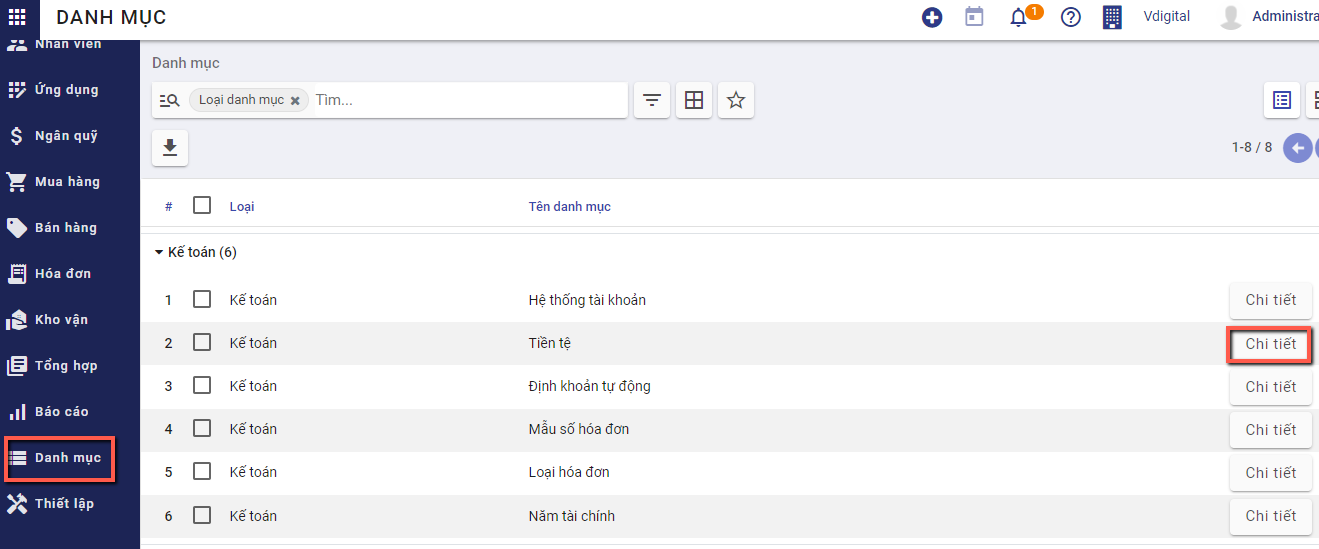 DANH MỤC
1
Vdigital
Administra
Nhân viên
Ứng dụng
Ngân quỹ
Mua hàng
Bán hàng
Hóa đơn
Kho vận
Tổng hợp
Báo cáo
Danh mục
Thiết lập
Danh mục
Loại danh mục × Tìm...
1-8 / 8
# Loại Tên danh mục
Kế toán (6)
1 Kế toán Hệ thống tài khoản Chi tiết
2 Kế toán Tiền tệ Chi tiết
3 Kế toán Định khoản tự động Chi tiết
4 Kế toán Mẫu số hóa đơn Chi tiết
5 Kế toán Loại hóa đơn Chi tiết
6 Kế toán Năm tài chính Chi tiết